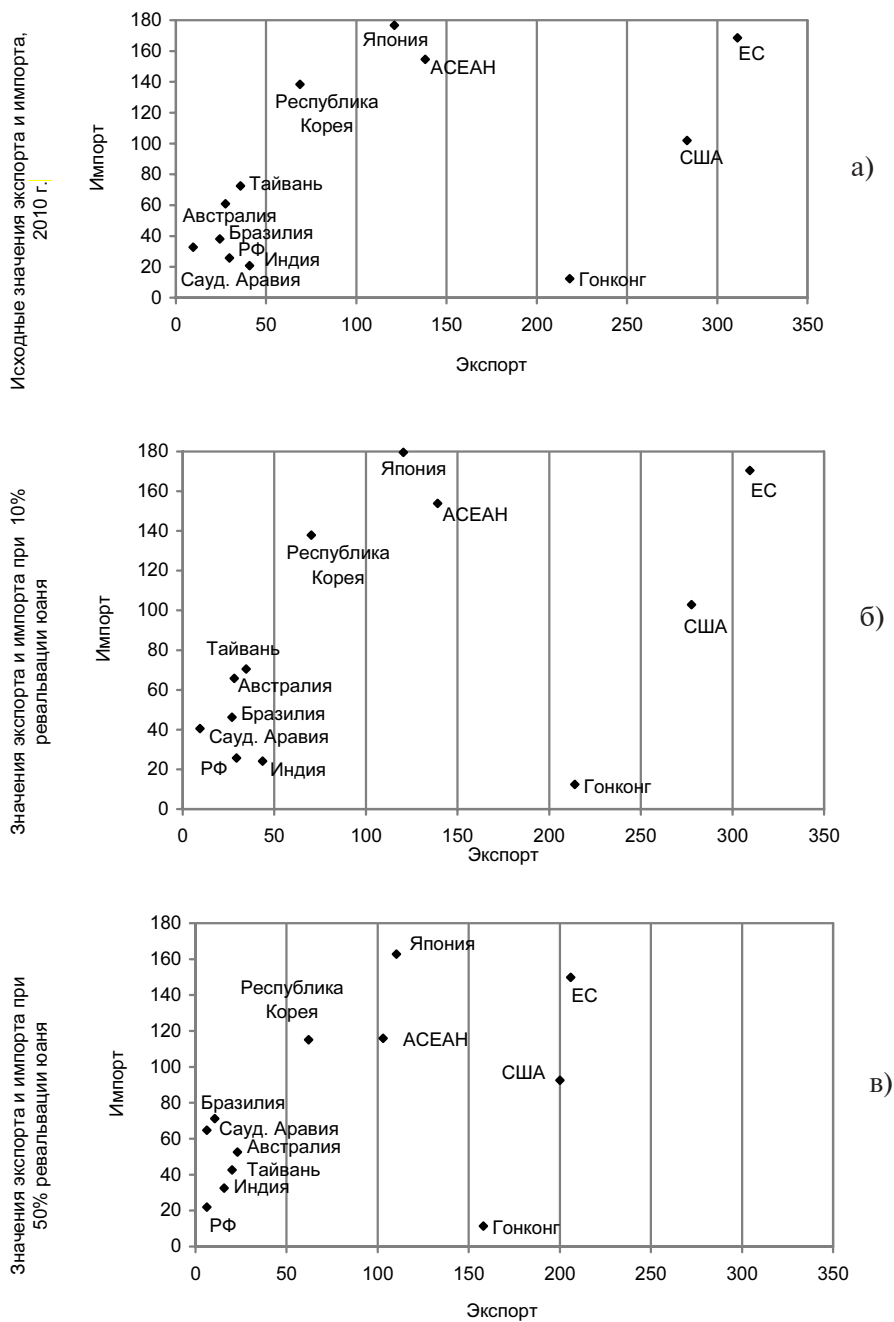 Исходные значения экспорта и импорта,
2010 г.
Импорт
180
160
140
120
100
80
60
40
20
0
Япония
АСЕАН
ЕС
Республика
Корея
США
Тайвань
Австралия
Бразилия
РФ
Индия
Сауд. Аравия
Гонконг
0 50 100 150 200 250 300 350
Экспорт
а)
Значения экспорта и импорта при 10%
ревальвации юаня
Импорт
180
160
140
120
100
80
60
40
20
0
Япония
ЕС
АСЕАН
Республика
Корея
США
Тайвань
Австралия
Бразилия
Сауд. Аравия
РФ
Индия
Гонконг
0 50 100 150 200 250 300 350
Экспорт
б)
Значения экспорта и импорта при
50% ревальвации юаня
Импорт
180
160
140
120
100
80
60
40
20
0
Япония
Республика
Корея
ЕС
АСЕАН
США
Бразилия
Сауд. Аравия
Австралия
Тайвань
Индия
РФ
Гонконг
0 50 100 150 200 250 300 350
Экспорт
в)